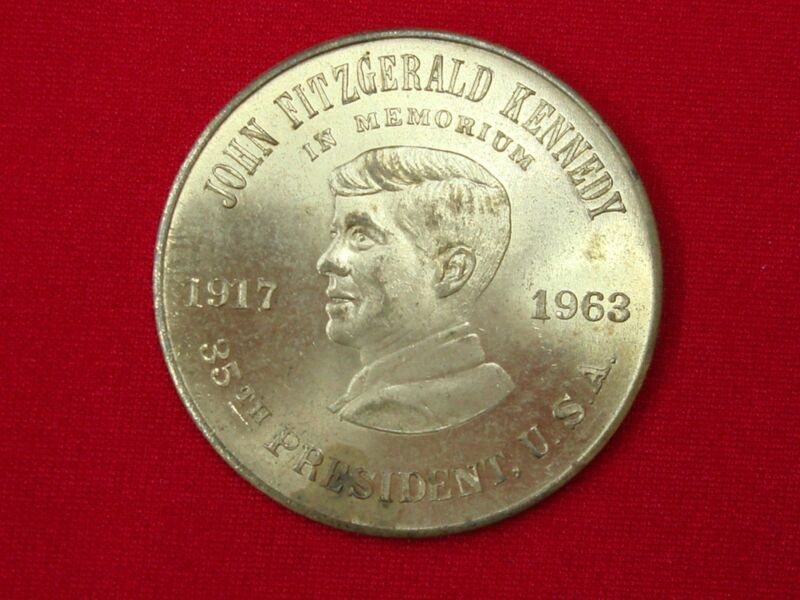 JOHN FITZGERALD KENNEDY
IN MEMORIUM
1917 1963
35TH PRESIDENT, U.S.A.